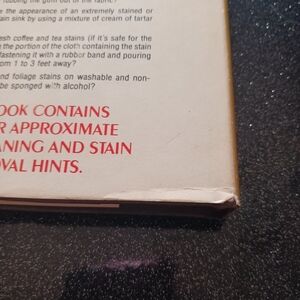 rubbing the gum out of the fabric?
the appearance of an extremely stained or
ain sink by using a mixture of cream of tartar
esh coffee and tea stains (if it's safe for the
the portion of the cloth containing the stain
fastening it with a rubber band and pouring
om 1 to 3 feet away?
nd foliage stains on washable and non-
be sponged with alcohol?
OOK CONTAINS
R APPROXIMATE
ANING AND STAIN
OVAL HINTS.